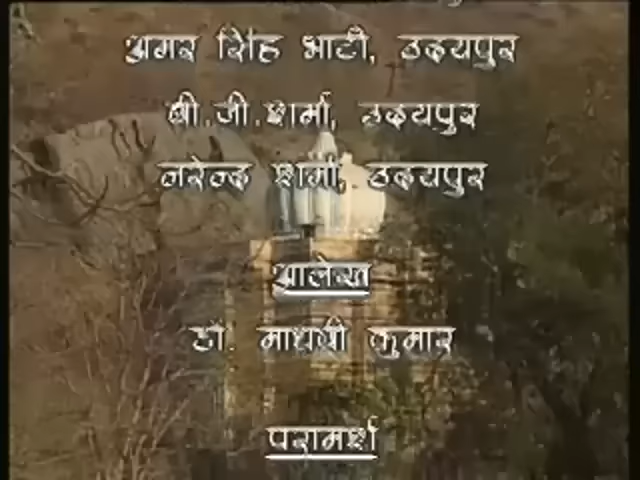 अमर सिंह भाटी, उदयपुर
बी.जी.शर्मा, उदयपुर
नरेन्द्र शर्मा, उदयपुर
आलेख
डॉ. माधवी कुमार
परामर्श